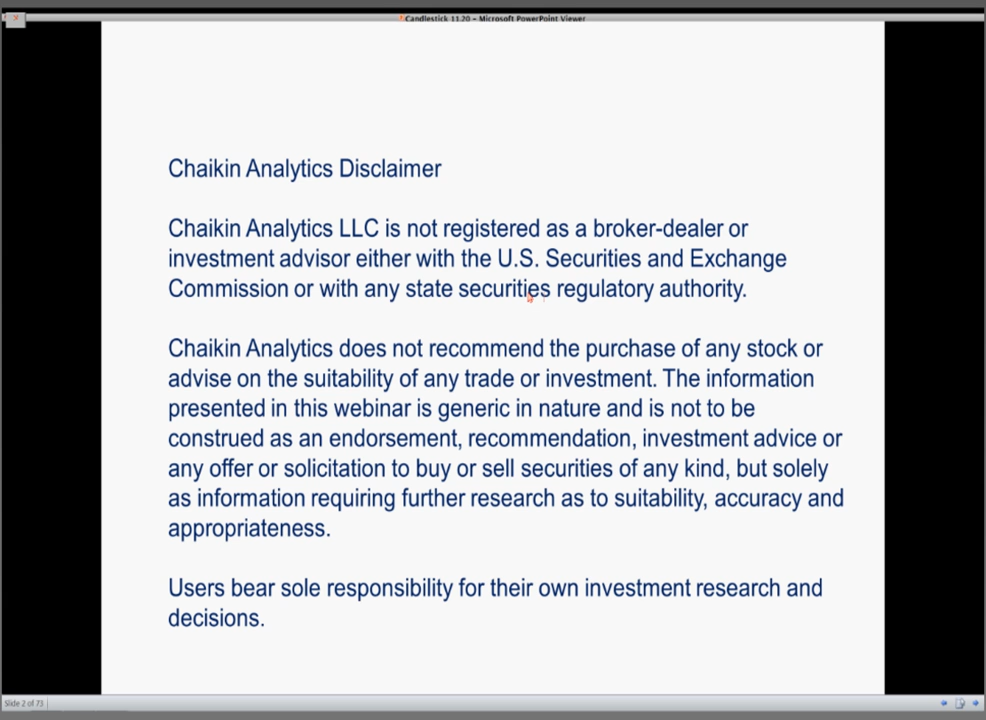 Candlestick 11.20 - Microsoft PowerPoint Viewer
Chaikin Analytics Disclaimer
Chaikin Analytics LLC is not registered as a broker-dealer or
investment advisor either with the U.S. Securities and Exchange
Commission or with any state securities regulatory authority.
Chaikin Analytics does not recommend the purchase of any stock or
advise on the suitability of any trade or investment. The information
presented in this webinar is generic in nature and is not to be
construed as an endorsement, recommendation, investment advice or
any offer or solicitation to buy or sell securities of any kind, but solely
as information requiring further research as to suitability, accuracy and
appropriateness.
Users bear sole responsibility for their own investment research and
decisions.
Slide 2 of 73